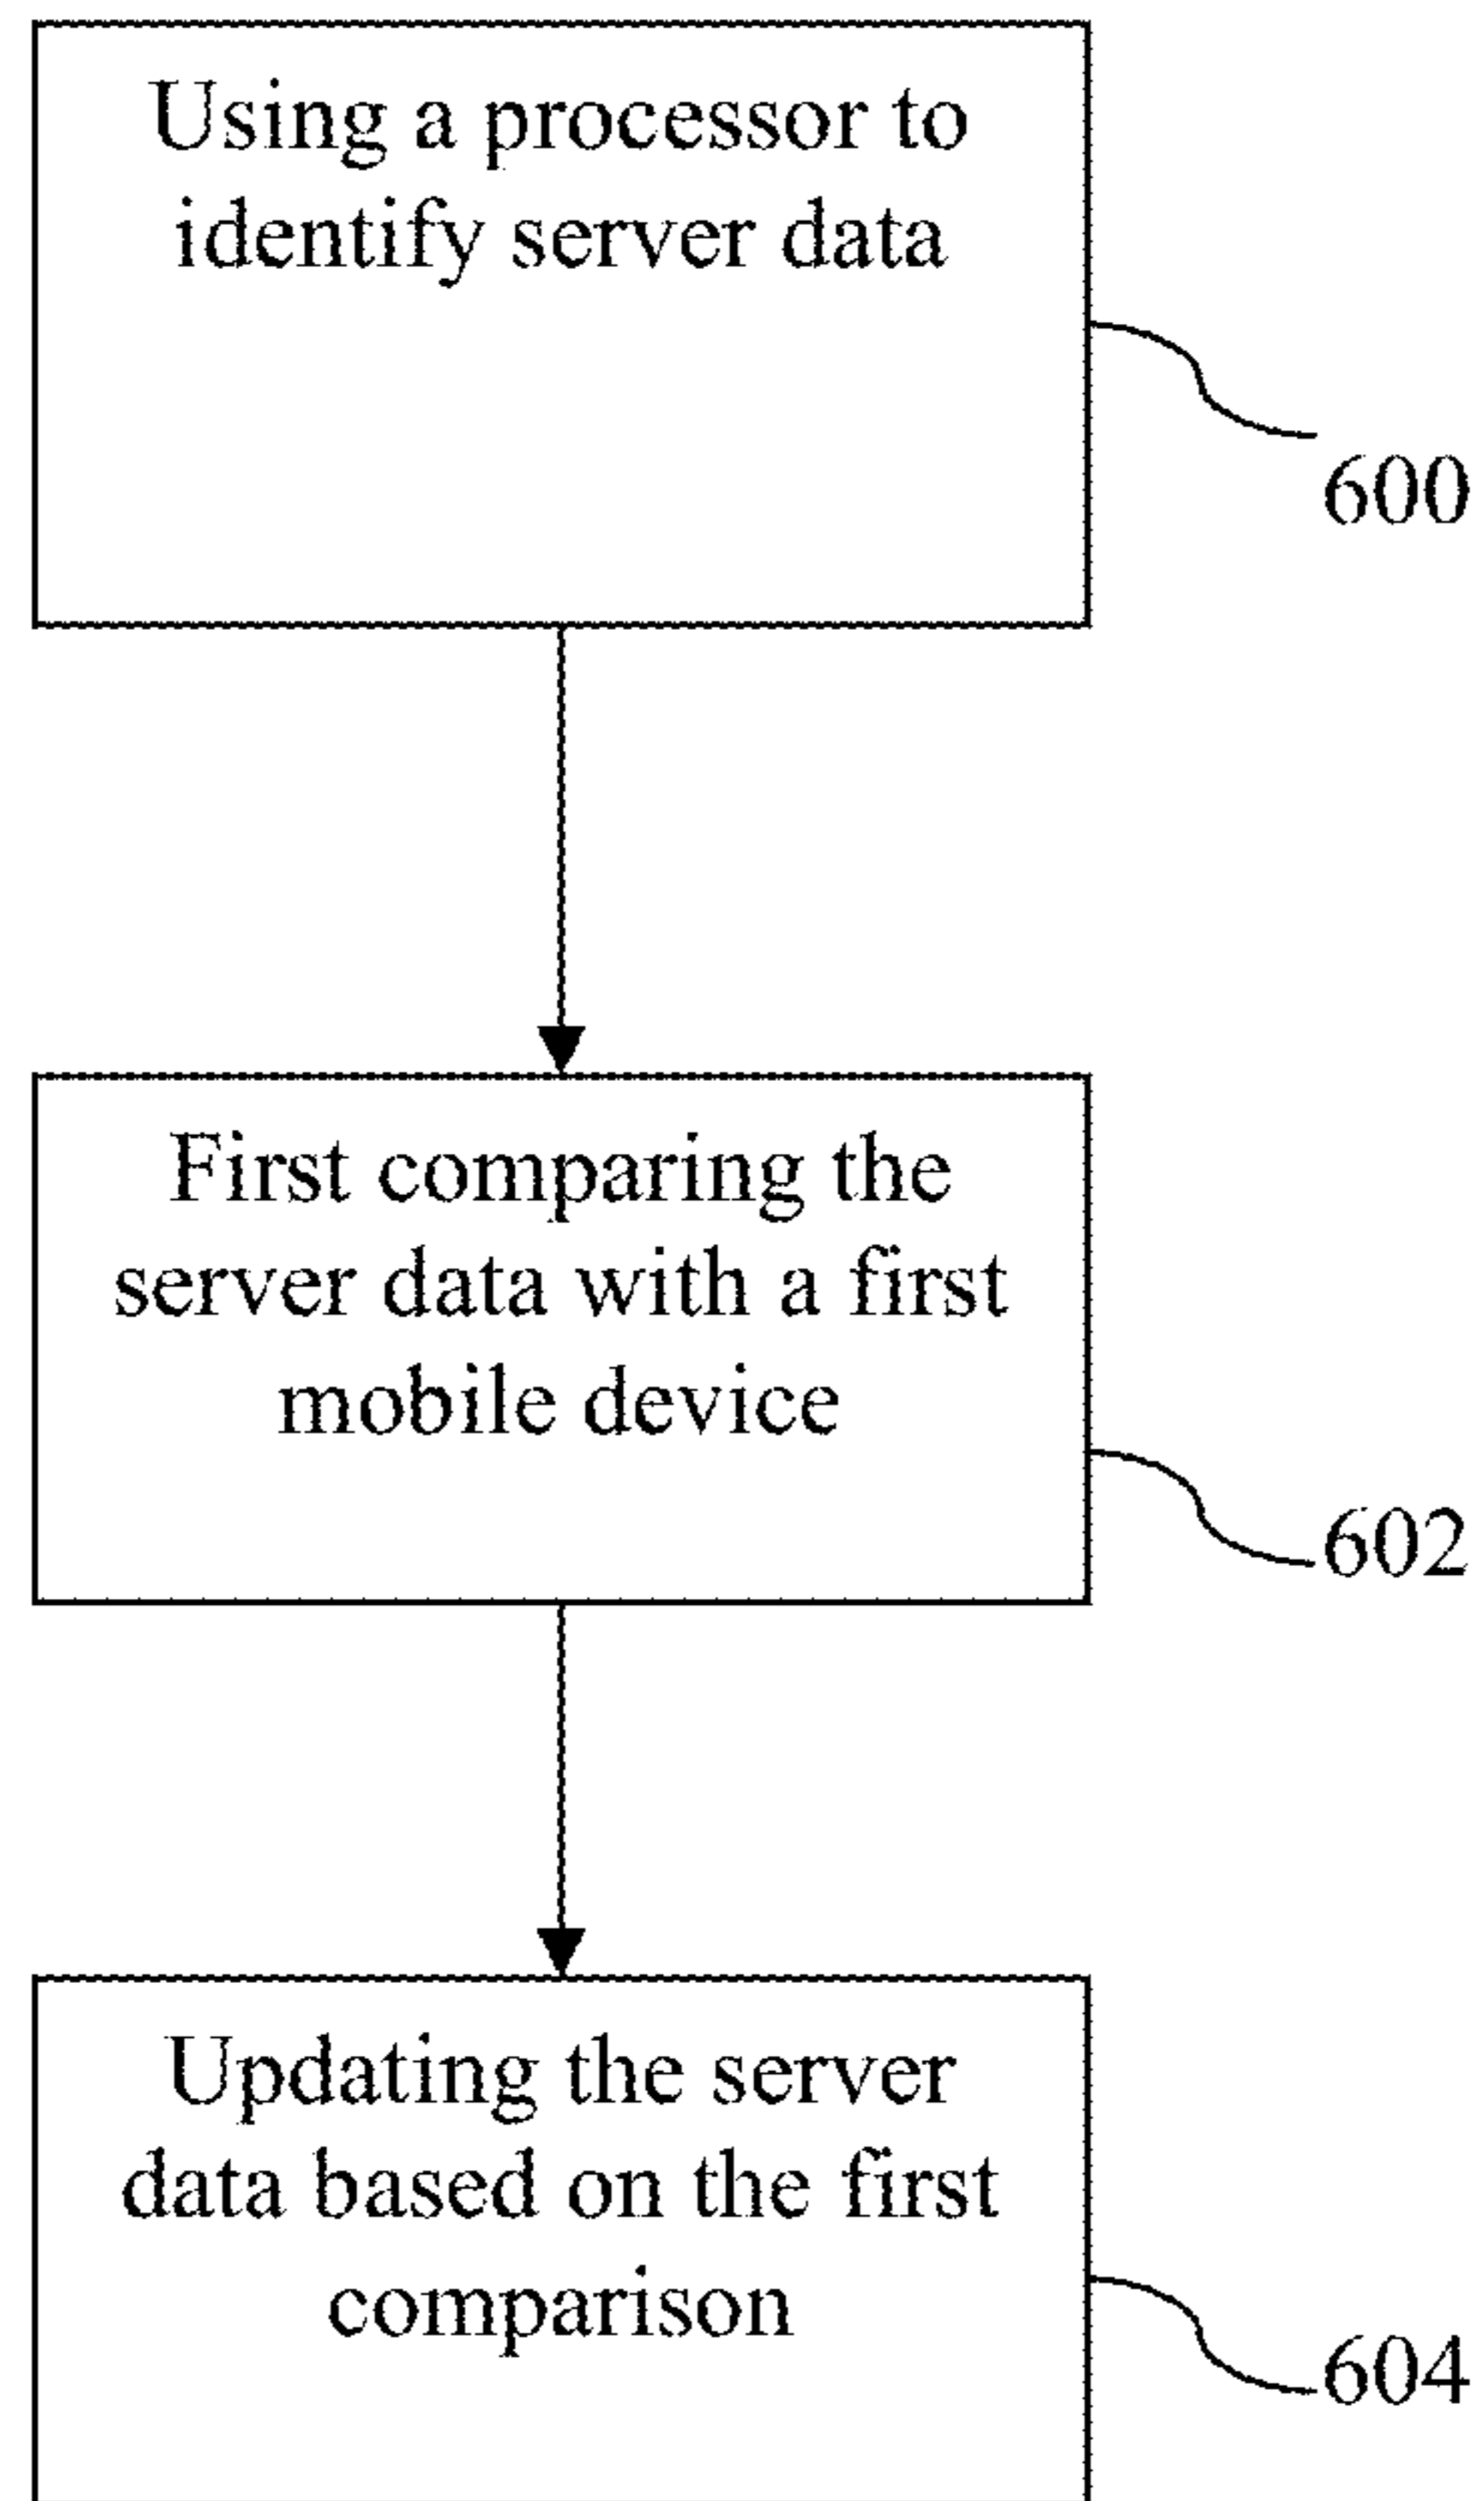 Using a processor to
identify server data
600
First comparing the
server data with a first
mobile device
602
Updating the server
data based on the first
comparison
604